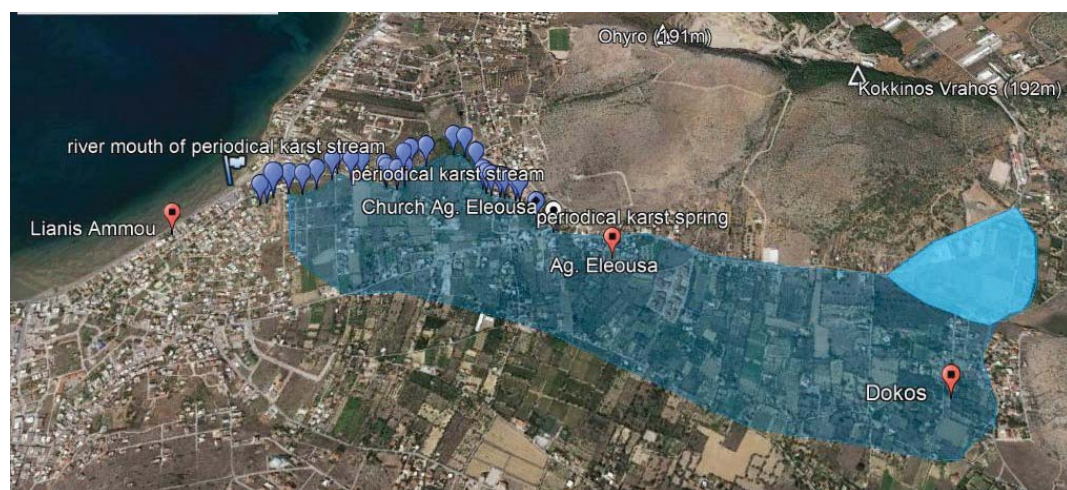 Ohyro (191m)
Kokkinos Vrahos (192m)
river mouth of periodical karst stream
periodical karst stream
Church Ag. Eleousa
periodical karst spring
Lianis Ammou
Ag. Eleousa
Dokos